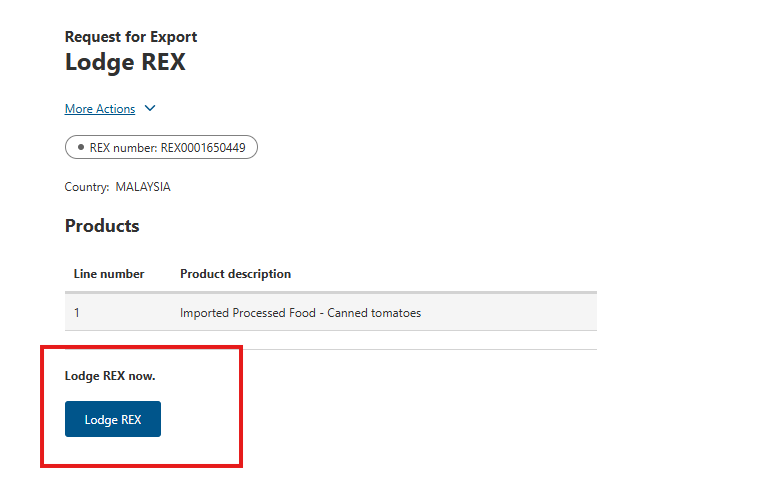 Request for Export
Lodge REX
More Actions
REX number: REX0001650449
Country: MALAYSIA
Products
Line number Product description
1 Imported Processed Food - Canned tomatoes
Lodge REX now.
Lodge REX